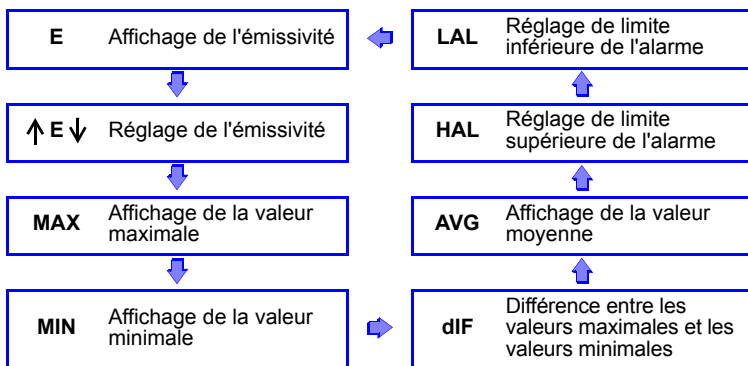 E Affichage de l'émissivité
↑ E ↓ Réglage de l'émissivité
MAX Affichage de la valeur
maximale
MIN Affichage de la valeur
minimale
dIF Différence entre les
valeurs maximales et les
valeurs minimales
AVG Affichage de la valeur
moyenne
HAL Réglage de limite
supérieure de l'alarme
LAL Réglage de limite
inférieure de l'alarme